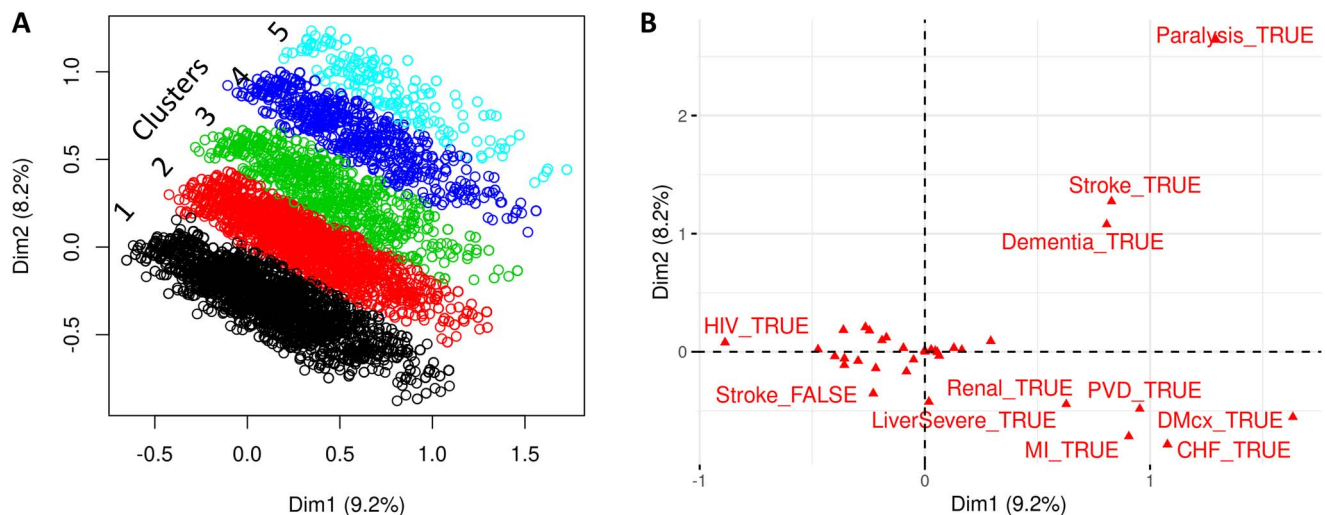 A
Clusters
1
2
3
4
5
1.0
0.5
0.0
-0.5
Dim2 (8.2%)
-0.5
0.0
0.5
1.0
1.5
Dim1 (9.2%)
B
Paralysis_TRUE
2
Stroke_TRUE
Dementia_TRUE
1
Dim2 (8.2%)
HIV_TRUE
0
Stroke_FALSE
Renal_TRUE
PVD_TRUE
LiverSevere_TRUE
DMcx_TRUE
MI_TRUE
CHF_TRUE
-1
0
1
Dim1 (9.2%)